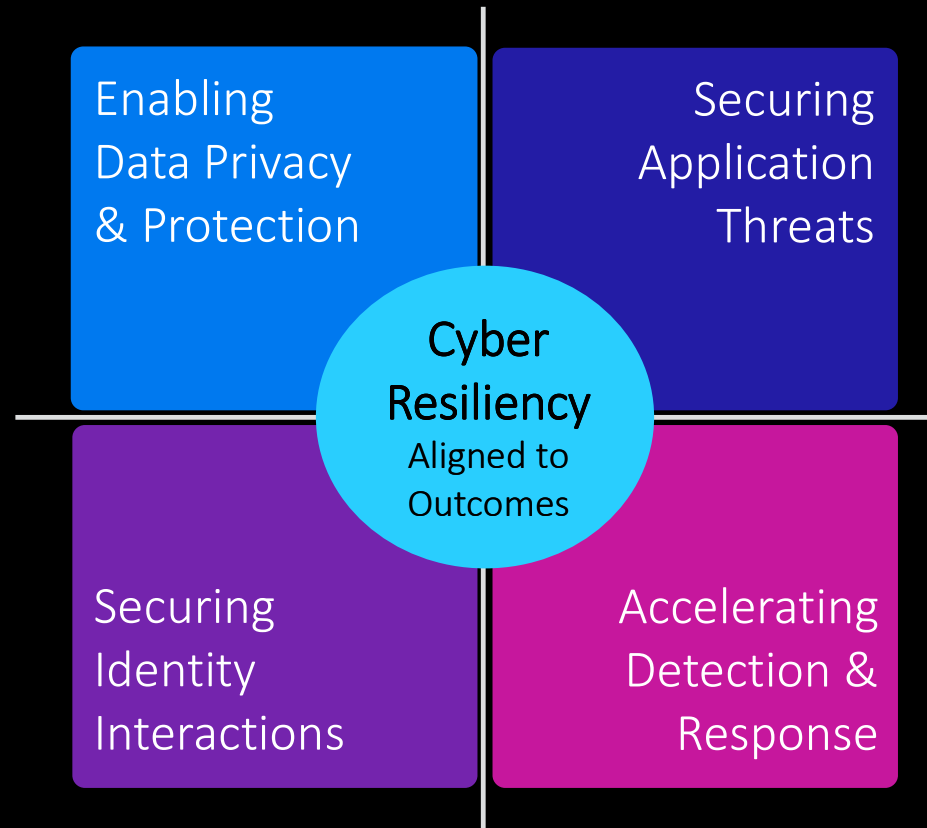 Enabling
Data Privacy
& Protection
Securing
Application
Threats
Cyber
Resiliency
Aligned to
Outcomes
Securing
Identity
Interactions
Accelerating
Detection &
Response